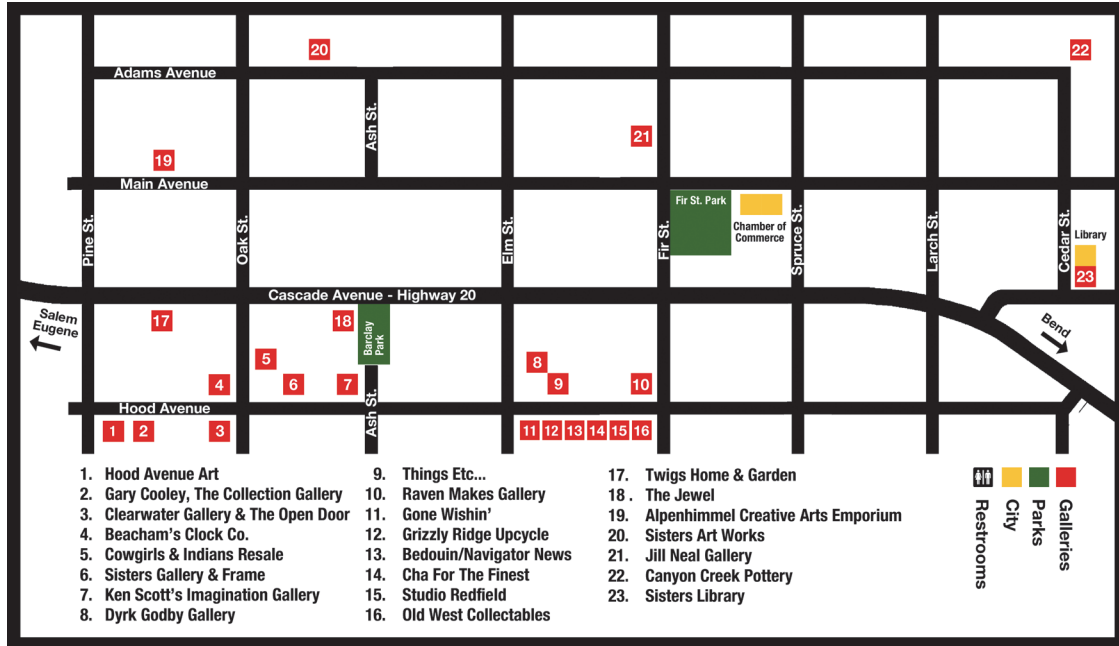 20
22
Adams Avenue
Ash St.
21
19
Main Avenue
Fir St. Park
Chamber of
Commerce
Library
Pine St.
Oak St.
Elm St.
Fir St.
Spruce St.
Larch St.
Cedar St.
23
Cascade Avenue - Highway 20
Salem
Eugene
17
18
Barclay
Park
Bend
5
8
4
6
7
9
10
Ash St.
Hood Avenue
1
2
3
11
12
13
14
15
16
1. Hood Avenue Art
2. Gary Cooley, The Collection Gallery
3. Clearwater Gallery & The Open Door
4. Beacham's Clock Co.
5. Cowgirls & Indians Resale
6. Sisters Gallery & Frame
7. Ken Scott's Imagination Gallery
8. Dyrk Godby Gallery
9. Things Etc...
10. Raven Makes Gallery
11. Gone Wishin'
12. Grizzly Ridge Upcycle
13. Bedouin/Navigator News
14. Cha For The Finest
15. Studio Redfield
16. Old West Collectables
17. Twigs Home & Garden
18 . The Jewel
19. Alpenhimmel Creative Arts Emporium
20. Sisters Art Works
21. Jill Neal Gallery
22. Canyon Creek Pottery
23. Sisters Library
Restrooms
City
Parks
Galleries